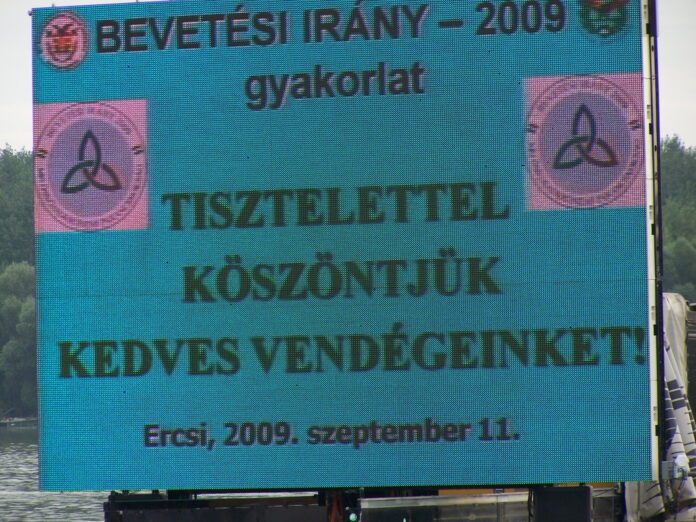 BEVETÉSI IRÁNY – 2009
gyakorlat
TISZTELETTEL
KÖSZÖNTJÜK
KEDVES VENDÉGEINKET!
Ercsi, 2009. szeptember 11.